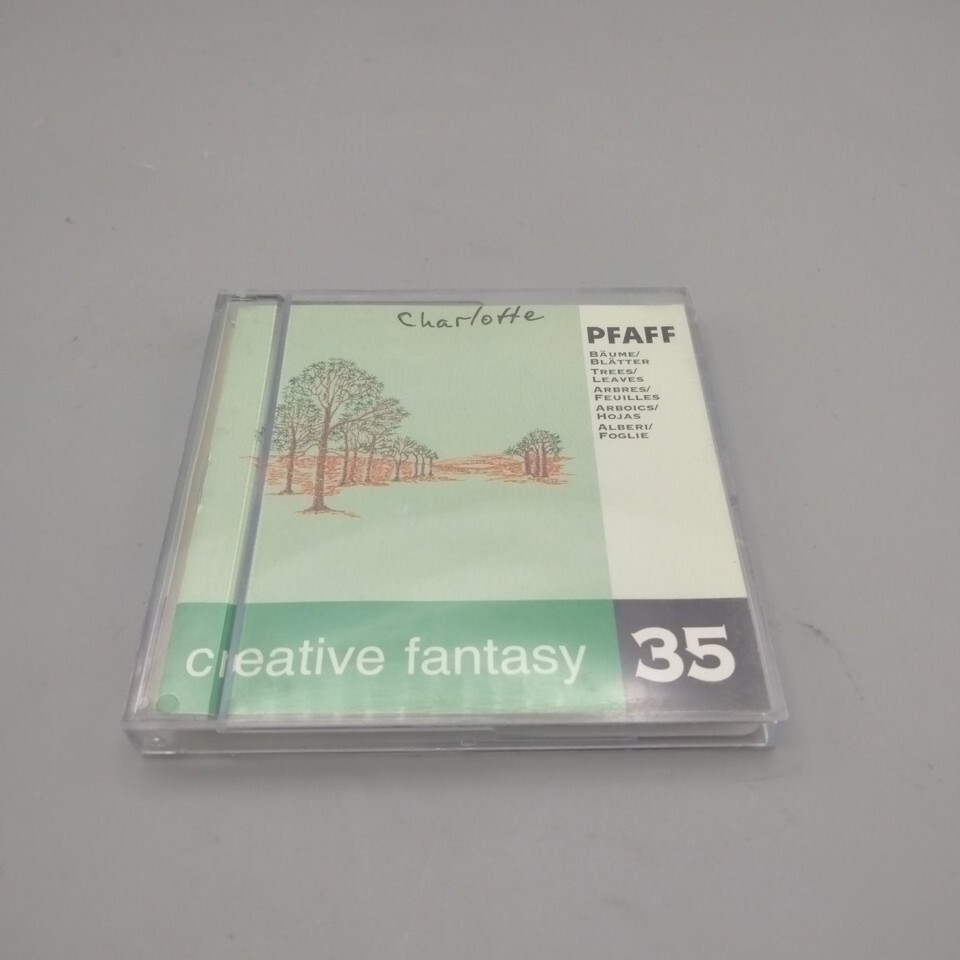 Charlotte
PFAFF
BÄUME/
BLÄTTER
TREES/
LEAVES
ARBRES/
FEUILLES
ARBOICS/
HOJAS
ALBERI/
FOGLIE
creative fantasy
35